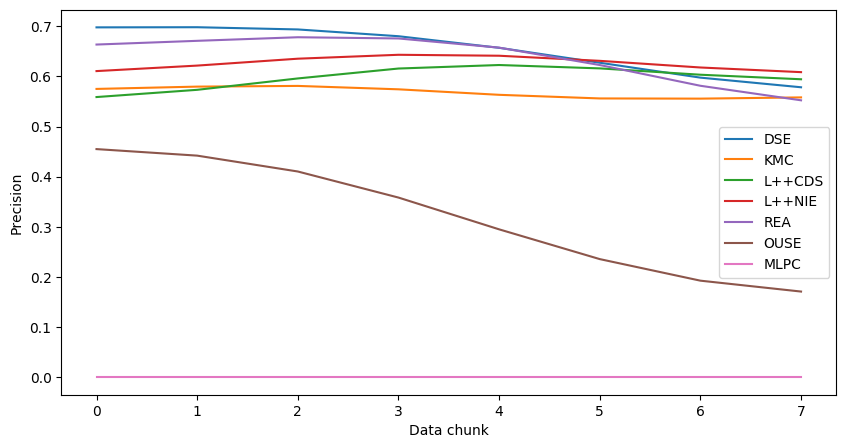 0.7
0.6
0.5
0.4
0.3
0.2
0.1
0.0
Precision
0 1 2 3 4 5 6 7
Data chunk
DSE
KMC
L++CDS
L++NIE
REA
OUSE
MLPC